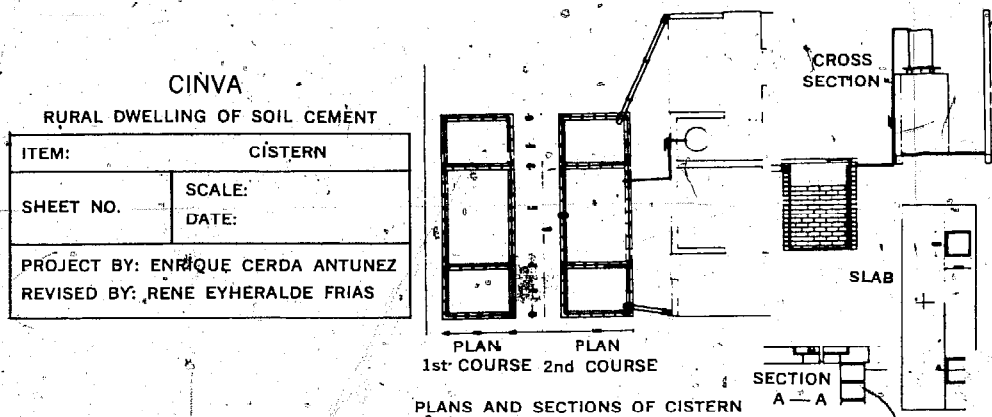 CINVA
RURAL DWELLING OF SOIL CEMENT
ITEM: CISTERN
SHEET NO.
SCALE:
DATE:
PROJECT BY: ENRIQUE CERDA ANTUNEZ
REVISED BY: RENE EYHERALDE FRIAS
CROSS
SECTION
SLAB
PLAN PLAN
1st COURSE 2nd COURSE
SECTION
A—A
PLANS AND SECTIONS OF CISTERN